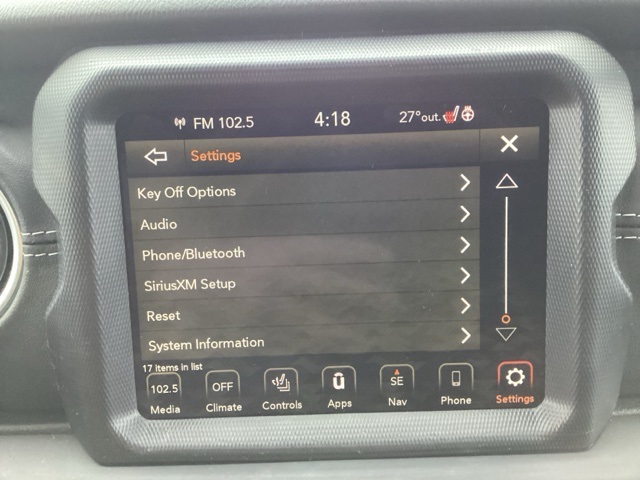 FM 102.5 4:18 27°out.
Settings
Key Off Options
Audio
Phone/Bluetooth
SiriusXM Setup
Reset
System Information
17 items in list
102.5 OFF SE
Media Climate Controls Apps Nav Phone Settings